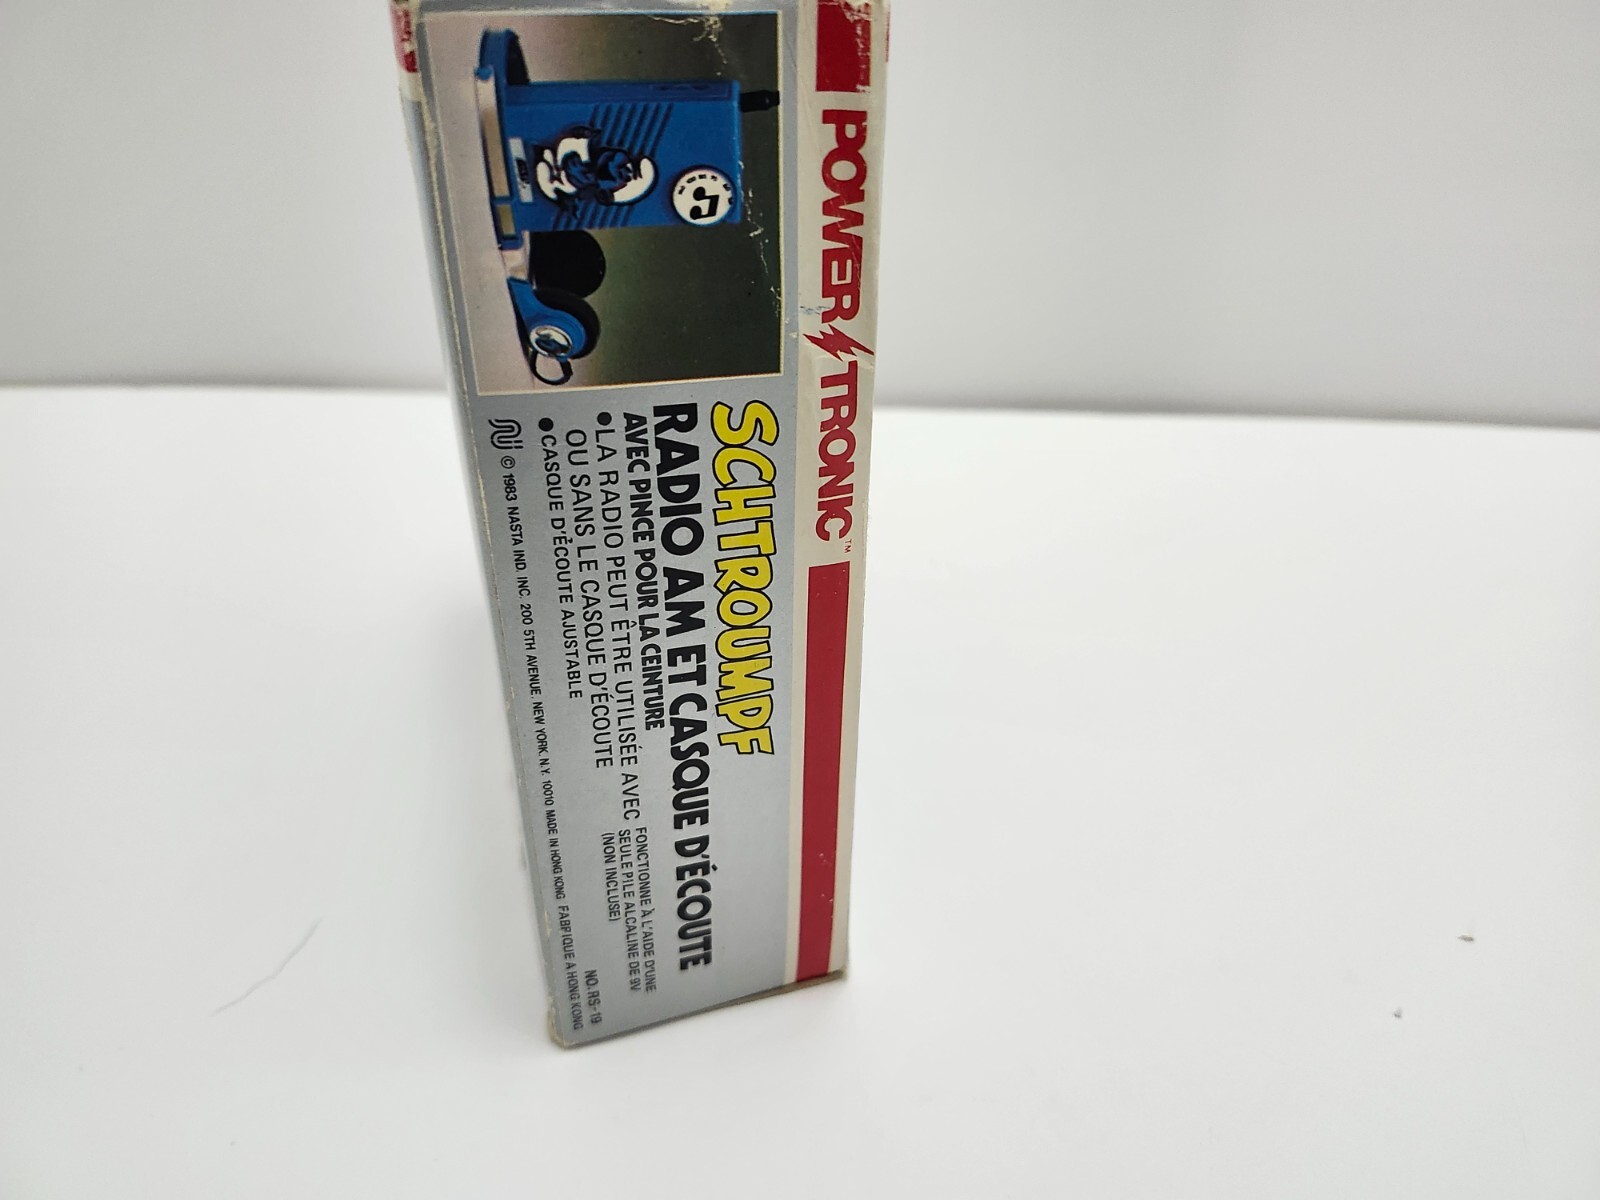 POWER TRONIC™
SCHTROUMPF
RADIO AM ET CASQUE D'ÉCOUTE
AVEC PINCE POUR LA CEINTURE
●LA RADIO PEUT ÊTRE UTILISÉE AVEC
OU SANS LE CASQUE D'ÉCOUTE
●CASQUE D'ÉCOUTE AJUSTABLE
FONCTIONNE À L'AIDE D'UNE
SEULE PILE ALCALINE DE 9V
(NON INCLUSE)
NO. RS-19
© 1983 NASTA IND. INC. 200 5TH AVENUE, NEW YORK, N.Y. 10010 MADE IN HONG KONG FABRIQUE A HONG KONG